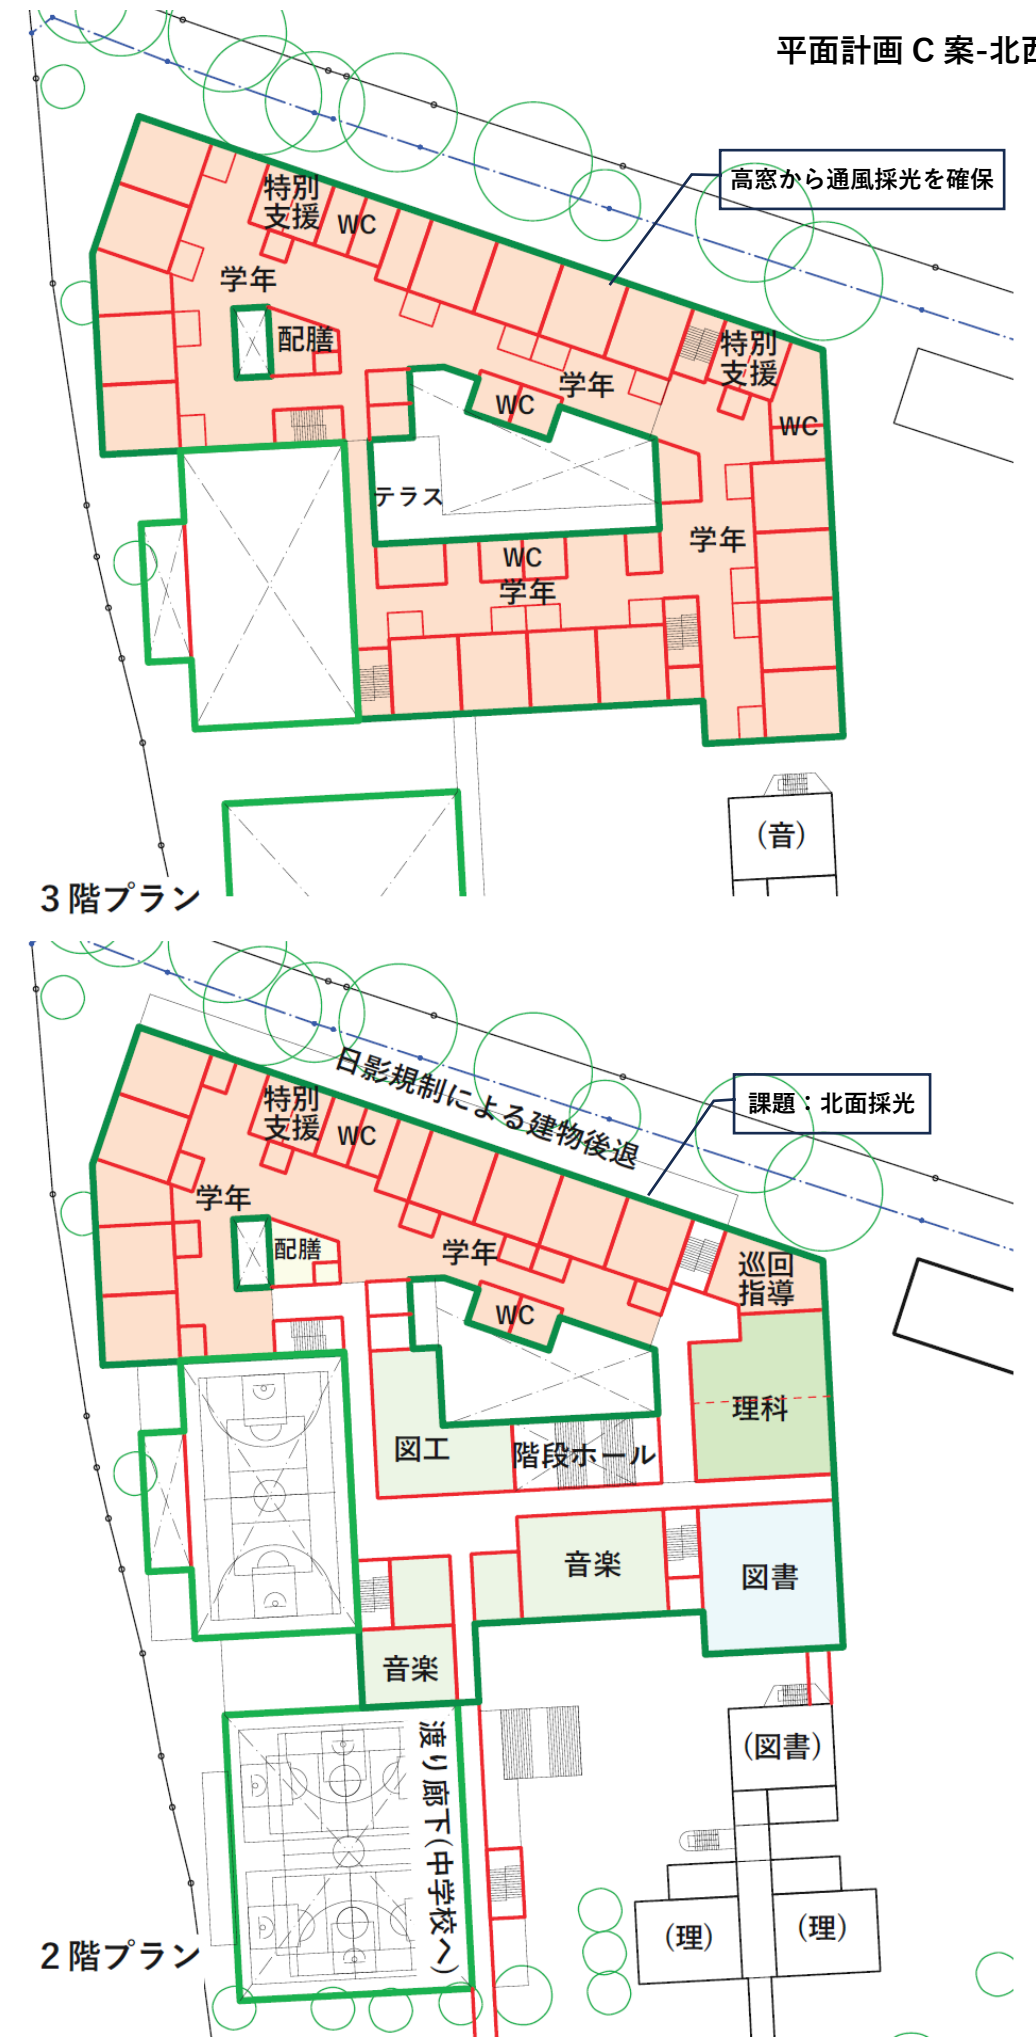 平面計画 C 案-北西
高窓から通風採光を確保
特別
支援
WC
学年
配膳
特別
支援
学年
WC
WC
テラス
学年
WC
学年
(音)
3 階プラン
日影規制による建物後退
課題：北面採光
特別
支援
WC
学年
配膳
学年
巡回
指導
WC
理科
図工
階段ホール
音楽
図書
音楽
渡り廊下(中学校へ)
(図書)
(理)
(理)
2 階プラン